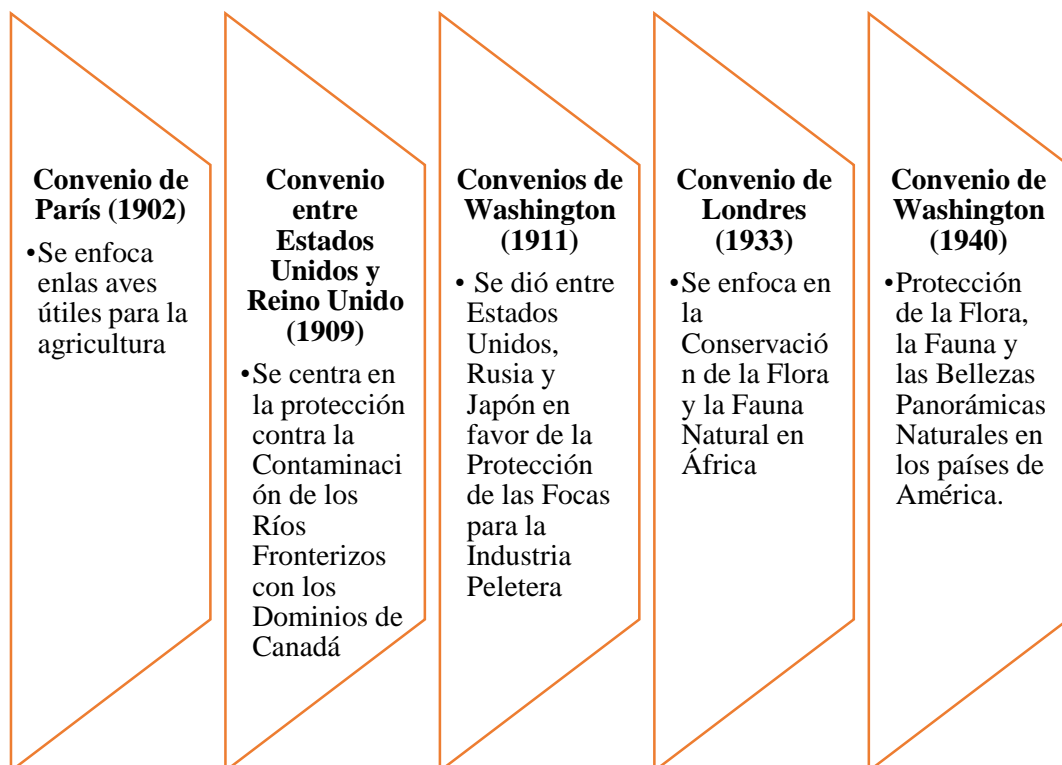 Convenio de
París (1902)
•Se enfoca
enlas aves
útiles para la
agricultura
Convenio
entre
Estados
Unidos y
Reino Unido
(1909)
•Se centra en
la protección
contra la
Contaminaci
ón de los
Ríos
Fronterizos
con los
Dominios de
Canadá
Convenios de
Washington
(1911)
• Se dió entre
Estados
Unidos,
Rusia y
Japón en
favor de la
Protección
de las Focas
para la
Industria
Peletera
Convenio de
Londres
(1933)
•Se enfoca en
la
Conservació
n de la Flora
y la Fauna
Natural en
África
Convenio de
Washington
(1940)
•Protección
de la Flora,
la Fauna y
las Bellezas
Panorámicas
Naturales en
los países de
América.